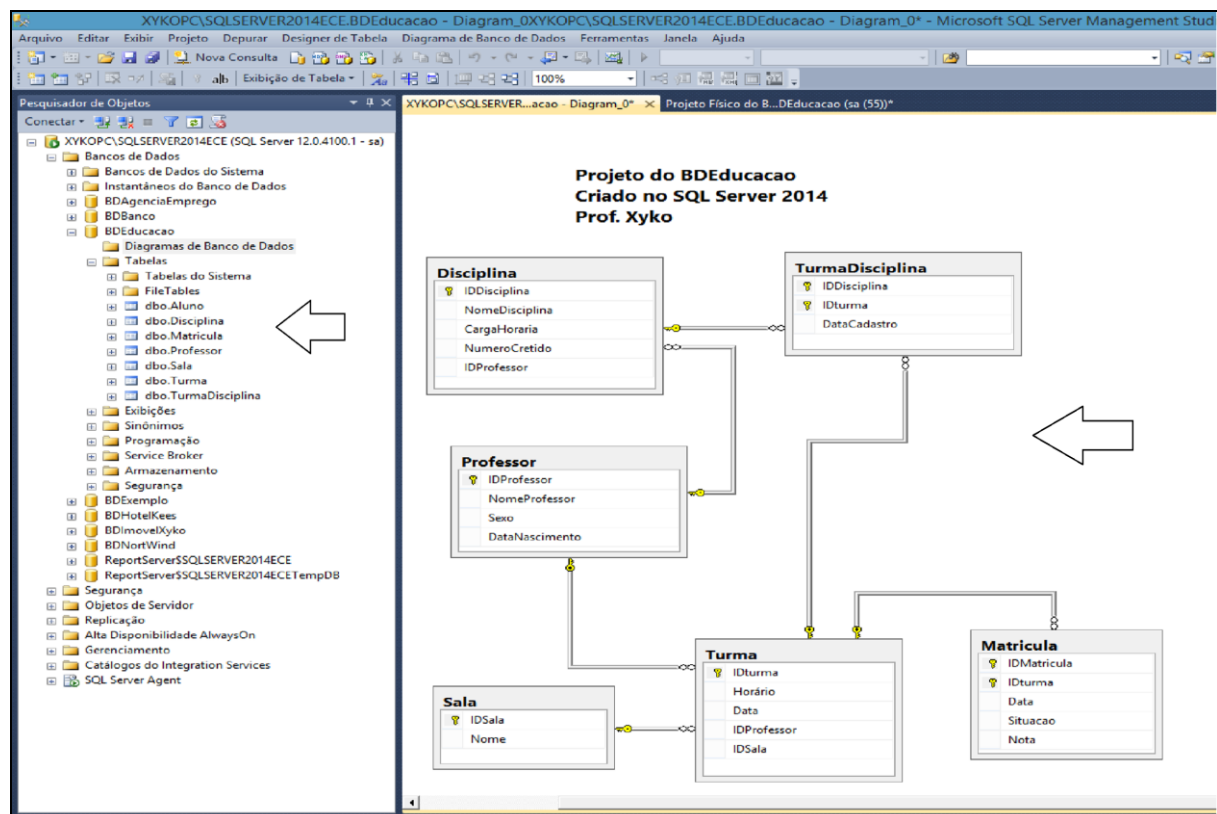 XYKOPC\SQLSERVER2014ECE.BDEducacao - Diagram_0XYKOPC\SQLSERVER2014ECE.BDEducacao - Diagram_0* - Microsoft SQL Server Management Stud
Arquivo Editar Exibir Projeto Depurar Designer de Tabela Diagrama de Banco de Dados Ferramentas Janela Ajuda
Nova Consulta
Exibição de Tabela 100%
Pesquisador de Objetos
Conectar
XYKOPC\SQLSERVER2014ECE (SQL Server 12.0.4100.1 - sa)
Bancos de Dados
Bancos de Dados do Sistema
Instantâneos do Banco de Dados
BDAgenciaEmprego
BDBanco
BDEducacao
Diagramas de Banco de Dados
Tabelas
Tabelas do Sistema
FileTables
dbo.Aluno
dbo.Disciplina
dbo.Matricula
dbo.Professor
dbo.Sala
dbo.Turma
dbo.TurmaDisciplina
Exibições
Sinônimos
Programação
Service Broker
Armazenamento
Segurança
BDExemplo
BDHotelKees
BDImovelXyko
BDNortWind
ReportServer$SQLSERVER2014ECE
ReportServer$SQLSERVER2014ECETempDB
Segurança
Objetos de Servidor
Replicação
Alta Disponibilidade AlwaysOn
Gerenciamento
Catálogos do Integration Services
SQL Server Agent
XYKOPC\SQLSERVER...acao - Diagram_0* Projeto Físico do B...DEducacao (sa (55))*
Projeto do BDEducacao
Criado no SQL Server 2014
Prof. Xyko
Disciplina
IDDisciplina
NomeDisciplina
CargaHoraria
NumeroCretido
IDProfessor
TurmaDisciplina
IDDisciplina
IDturma
DataCadastro
Professor
IDProfessor
NomeProfessor
Sexo
DataNascimento
Sala
IDSala
Nome
Turma
IDturma
Horário
Data
IDProfessor
IDSala
Matricula
IDMatricula
IDturma
Data
Situacao
Nota